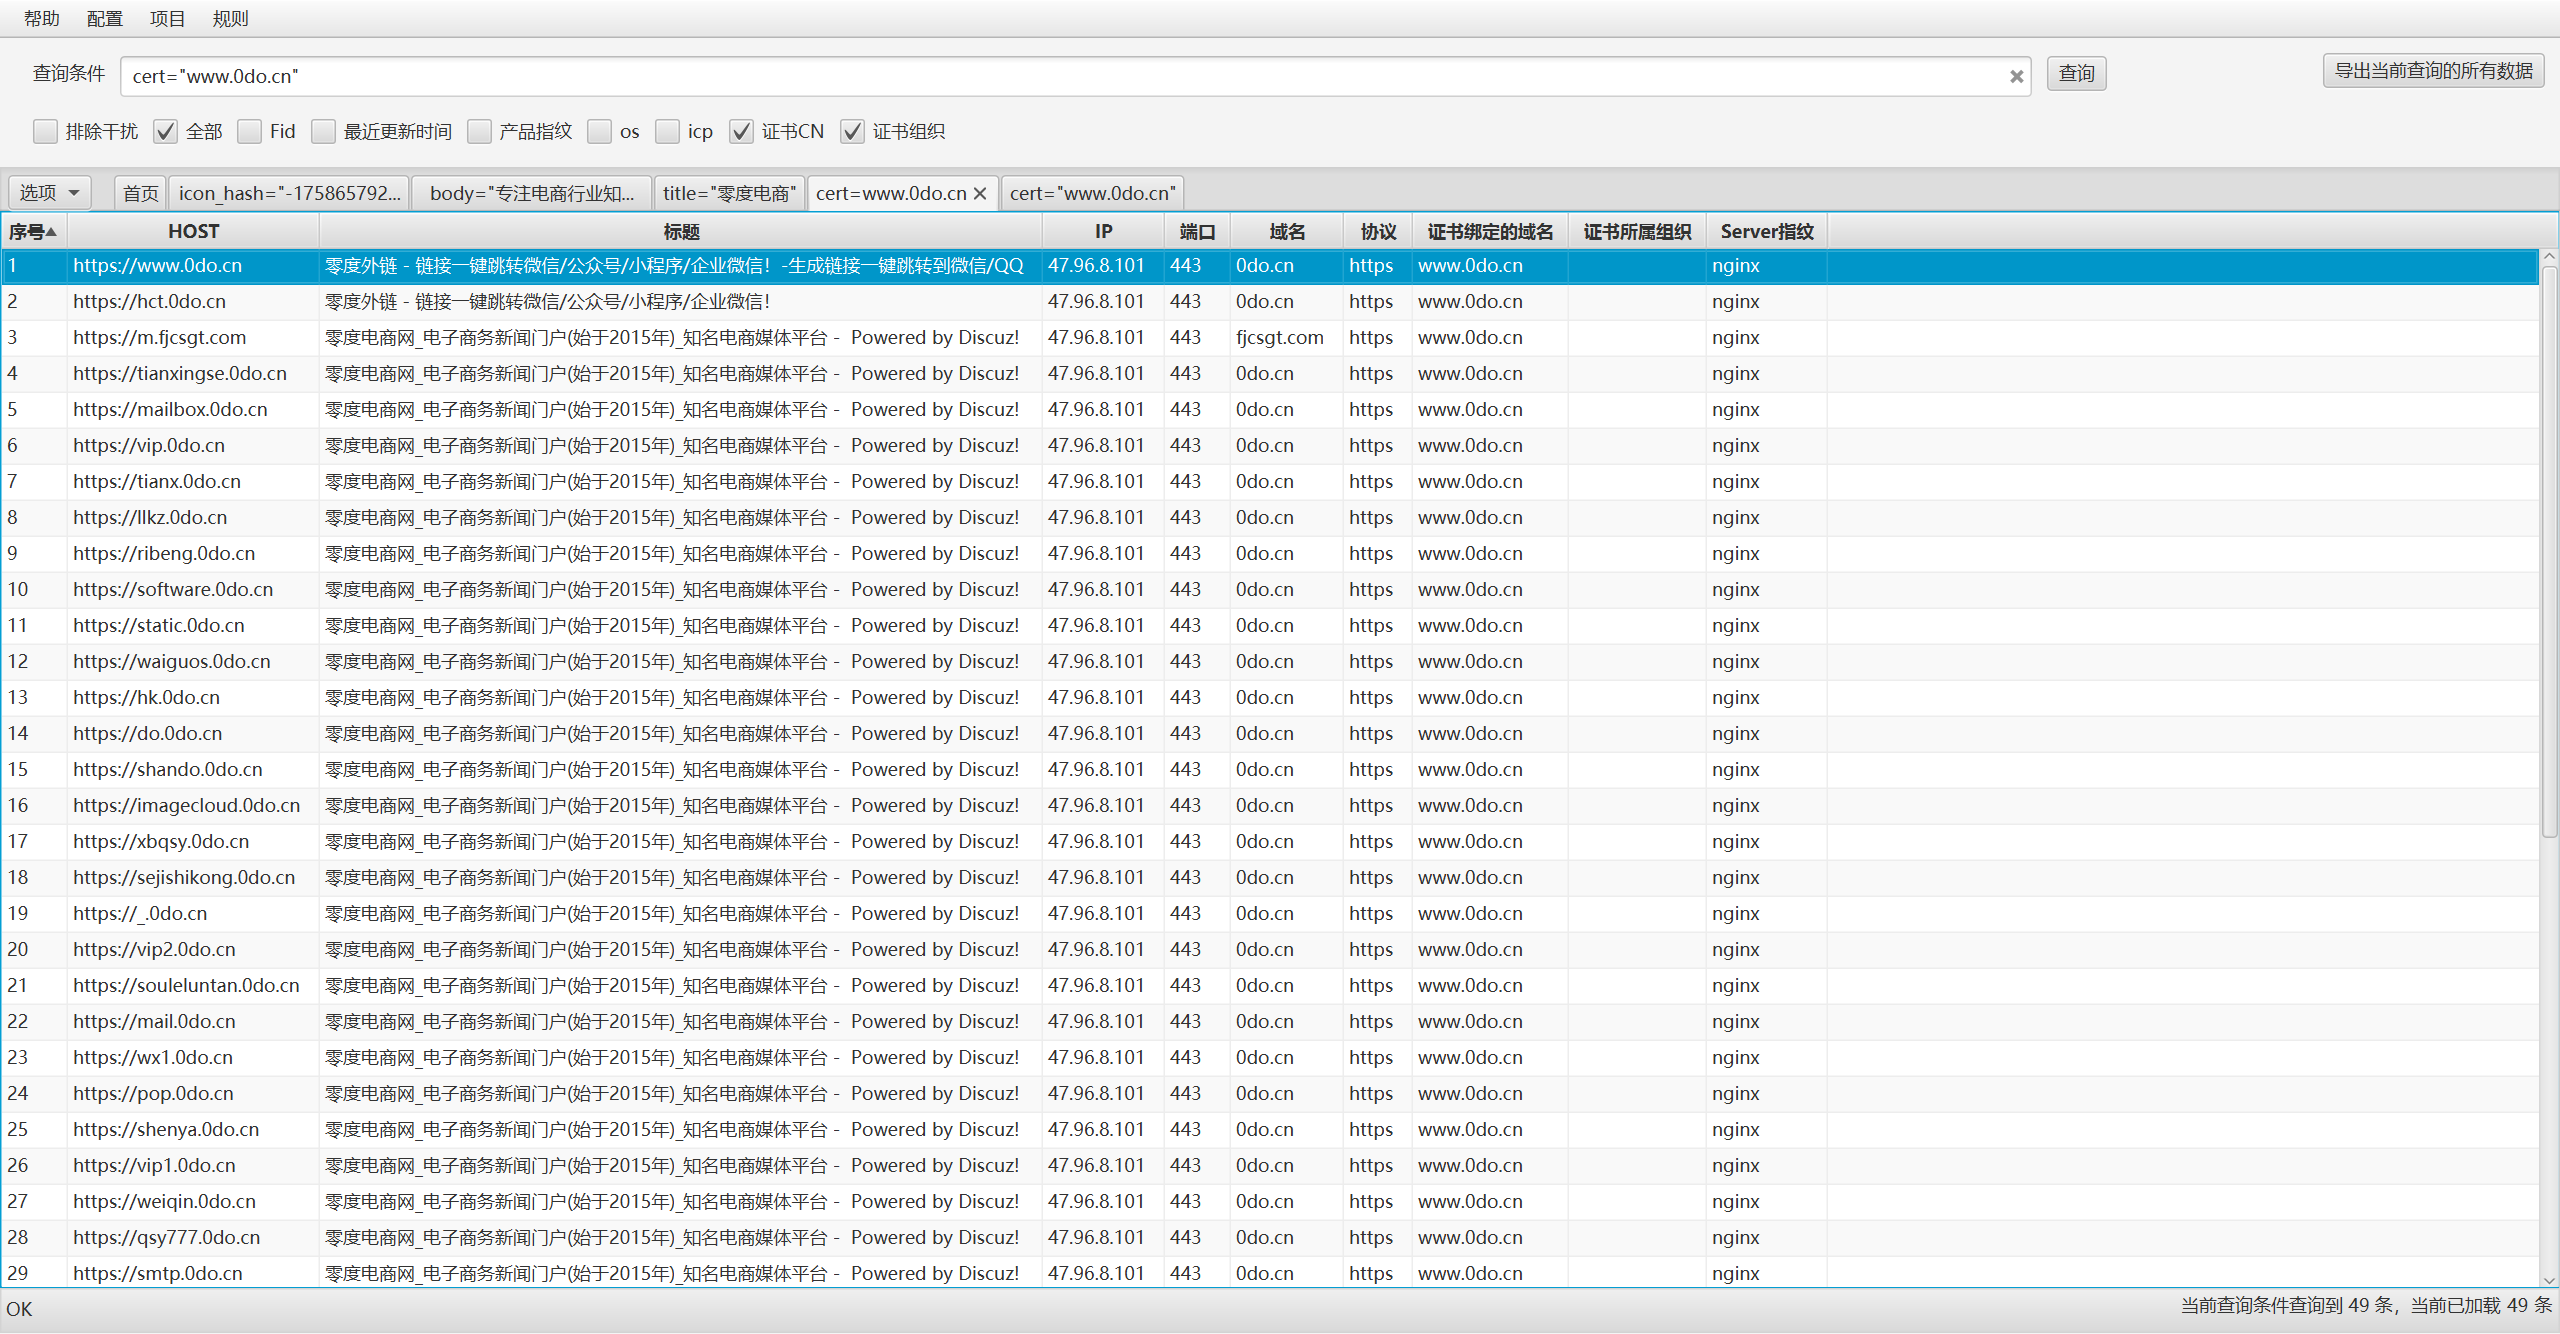 帮助 配置 项目 规则
查询条件 cert="www.0do.cn" 查询 导出当前查询的所有数据
排除干扰 全部 Fid 最近更新时间 产品指纹 os icp 证书CN 证书组织
选项 首页 icon_hash="-175865792... body="专注电商行业知... title="零度电商" cert=www.0do.cn cert="www.0do.cn"
序号 HOST 标题 IP 端口 域名 协议 证书绑定的域名 证书所属组织 Server指纹
1 https://www.0do.cn 零度外链 - 链接一键跳转微信/公众号/小程序/企业微信！-生成链接一键跳转到微信/QQ 47.96.8.101 443 0do.cn https www.0do.cn nginx
2 https://hct.0do.cn 零度外链 - 链接一键跳转微信/公众号/小程序/企业微信！ 47.96.8.101 443 0do.cn https www.0do.cn nginx
3 https://m.fjcsgt.com 零度电商网_电子商务新闻门户(始于2015年)_知名电商媒体平台 - Powered by Discuz! 47.96.8.101 443 fjcsgt.com https www.0do.cn nginx
4 https://tianxingse.0do.cn 零度电商网_电子商务新闻门户(始于2015年)_知名电商媒体平台 - Powered by Discuz! 47.96.8.101 443 0do.cn https www.0do.cn nginx
5 https://mailbox.0do.cn 零度电商网_电子商务新闻门户(始于2015年)_知名电商媒体平台 - Powered by Discuz! 47.96.8.101 443 0do.cn https www.0do.cn nginx
6 https://vip.0do.cn 零度电商网_电子商务新闻门户(始于2015年)_知名电商媒体平台 - Powered by Discuz! 47.96.8.101 443 0do.cn https www.0do.cn nginx
7 https://tianx.0do.cn 零度电商网_电子商务新闻门户(始于2015年)_知名电商媒体平台 - Powered by Discuz! 47.96.8.101 443 0do.cn https www.0do.cn nginx
8 https://llkz.0do.cn 零度电商网_电子商务新闻门户(始于2015年)_知名电商媒体平台 - Powered by Discuz! 47.96.8.101 443 0do.cn https www.0do.cn nginx
9 https://ribeng.0do.cn 零度电商网_电子商务新闻门户(始于2015年)_知名电商媒体平台 - Powered by Discuz! 47.96.8.101 443 0do.cn https www.0do.cn nginx
10 https://software.0do.cn 零度电商网_电子商务新闻门户(始于2015年)_知名电商媒体平台 - Powered by Discuz! 47.96.8.101 443 0do.cn https www.0do.cn nginx
11 https://static.0do.cn 零度电商网_电子商务新闻门户(始于2015年)_知名电商媒体平台 - Powered by Discuz! 47.96.8.101 443 0do.cn https www.0do.cn nginx
12 https://waiguos.0do.cn 零度电商网_电子商务新闻门户(始于2015年)_知名电商媒体平台 - Powered by Discuz! 47.96.8.101 443 0do.cn https www.0do.cn nginx
13 https://hk.0do.cn 零度电商网_电子商务新闻门户(始于2015年)_知名电商媒体平台 - Powered by Discuz! 47.96.8.101 443 0do.cn https www.0do.cn nginx
14 https://do.0do.cn 零度电商网_电子商务新闻门户(始于2015年)_知名电商媒体平台 - Powered by Discuz! 47.96.8.101 443 0do.cn https www.0do.cn nginx
15 https://shando.0do.cn 零度电商网_电子商务新闻门户(始于2015年)_知名电商媒体平台 - Powered by Discuz! 47.96.8.101 443 0do.cn https www.0do.cn nginx
16 https://imagecloud.0do.cn 零度电商网_电子商务新闻门户(始于2015年)_知名电商媒体平台 - Powered by Discuz! 47.96.8.101 443 0do.cn https www.0do.cn nginx
17 https://xbqsy.0do.cn 零度电商网_电子商务新闻门户(始于2015年)_知名电商媒体平台 - Powered by Discuz! 47.96.8.101 443 0do.cn https www.0do.cn nginx
18 https://sejishikong.0do.cn 零度电商网_电子商务新闻门户(始于2015年)_知名电商媒体平台 - Powered by Discuz! 47.96.8.101 443 0do.cn https www.0do.cn nginx
19 https://_.0do.cn 零度电商网_电子商务新闻门户(始于2015年)_知名电商媒体平台 - Powered by Discuz! 47.96.8.101 443 0do.cn https www.0do.cn nginx
20 https://vip2.0do.cn 零度电商网_电子商务新闻门户(始于2015年)_知名电商媒体平台 - Powered by Discuz! 47.96.8.101 443 0do.cn https www.0do.cn nginx
21 https://souleluntan.0do.cn 零度电商网_电子商务新闻门户(始于2015年)_知名电商媒体平台 - Powered by Discuz! 47.96.8.101 443 0do.cn https www.0do.cn nginx
22 https://mail.0do.cn 零度电商网_电子商务新闻门户(始于2015年)_知名电商媒体平台 - Powered by Discuz! 47.96.8.101 443 0do.cn https www.0do.cn nginx
23 https://wx1.0do.cn 零度电商网_电子商务新闻门户(始于2015年)_知名电商媒体平台 - Powered by Discuz! 47.96.8.101 443 0do.cn https www.0do.cn nginx
24 https://pop.0do.cn 零度电商网_电子商务新闻门户(始于2015年)_知名电商媒体平台 - Powered by Discuz! 47.96.8.101 443 0do.cn https www.0do.cn nginx
25 https://shenya.0do.cn 零度电商网_电子商务新闻门户(始于2015年)_知名电商媒体平台 - Powered by Discuz! 47.96.8.101 443 0do.cn https www.0do.cn nginx
26 https://vip1.0do.cn 零度电商网_电子商务新闻门户(始于2015年)_知名电商媒体平台 - Powered by Discuz! 47.96.8.101 443 0do.cn https www.0do.cn nginx
27 https://weiqin.0do.cn 零度电商网_电子商务新闻门户(始于2015年)_知名电商媒体平台 - Powered by Discuz! 47.96.8.101 443 0do.cn https www.0do.cn nginx
28 https://qsy777.0do.cn 零度电商网_电子商务新闻门户(始于2015年)_知名电商媒体平台 - Powered by Discuz! 47.96.8.101 443 0do.cn https www.0do.cn nginx
29 https://smtp.0do.cn 零度电商网_电子商务新闻门户(始于2015年)_知名电商媒体平台 - Powered by Discuz! 47.96.8.101 443 0do.cn https www.0do.cn nginx
OK 当前查询条件查询到 49 条，当前已加载 49 条